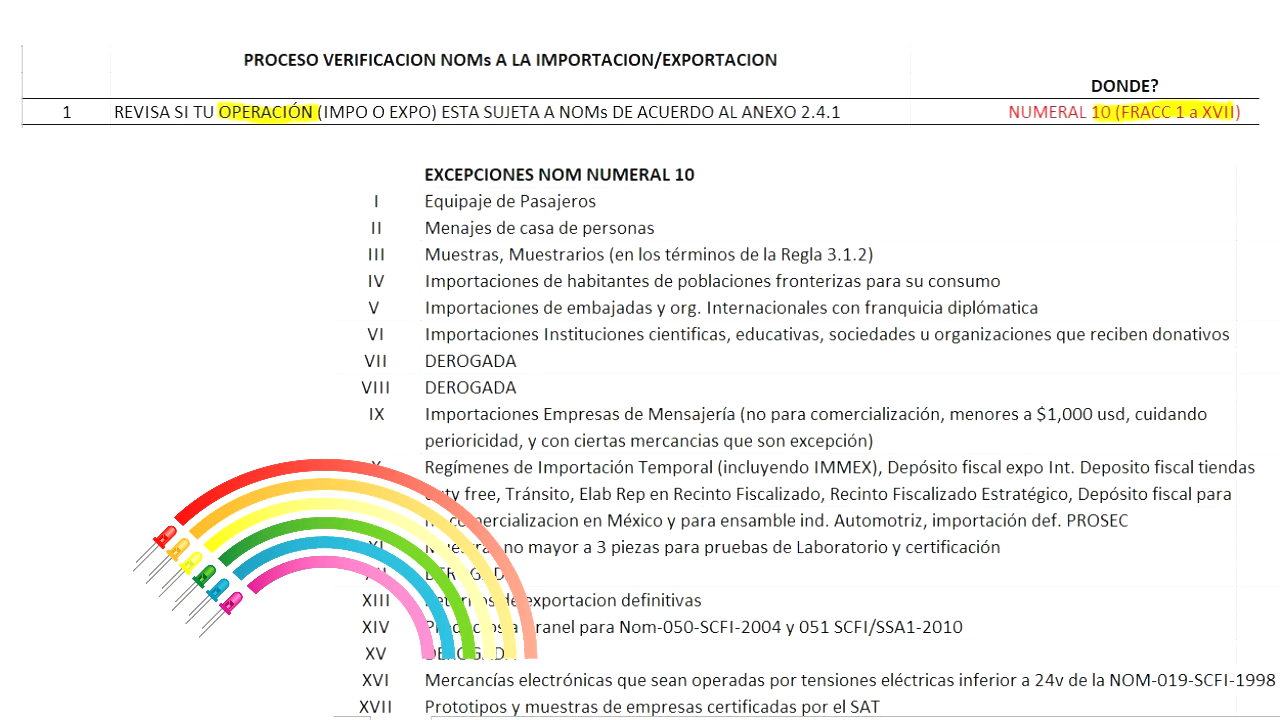 PROCESO VERIFICACION NOMs A LA IMPORTACION/EXPORTACION
DONDE?
1 REVISA SI TU OPERACIÓN (IMPO O EXPO) ESTA SUJETA A NOMs DE ACUERDO AL ANEXO 2.4.1 NUMERAL 10 (FRACC 1 a XVII)
EXCEPCIONES NOM NUMERAL 10
I Equipaje de Pasajeros
II Menajes de casa de personas
III Muestras, Muestrarios (en los términos de la Regla 3.1.2)
IV Importaciones de habitantes de poblaciones fronterizas para su consumo
V Importaciones de embajadas y org. Internacionales con franquicia diplómatica
VI Importaciones Instituciones cientificas, educativas, sociedades u organizaciones que reciben donativos
VII DEROGADA
VIII DEROGADA
IX Importaciones Empresas de Mensajería (no para comercialización, menores a $1,000 usd, cuidando
perioricidad, y con ciertas mercancias que son excepción)
Regímenes de Importación Temporal (incluyendo IMMEX), Depósito fiscal expo Int. Deposito fiscal tiendas
free, Tránsito, Elab Rep en Recinto Fiscalizado, Recinto Fiscalizado Estratégico, Depósito fiscal para
comercializacion en México y para ensamble ind. Automotriz, importación def. PROSEC
XI Muestras no mayor a 3 piezas para pruebas de Laboratorio y certificación
DEROGADA
XIII de exportacion definitivas
XIV granel para Nom-050-SCFI-2004 y 051 SCFI/SSA1-2010
XV DEROGADA
XVI Mercancías electrónicas que sean operadas por tensiones eléctricas inferior a 24v de la NOM-019-SCFI-1998
XVII Prototipos y muestras de empresas certificadas por el SAT